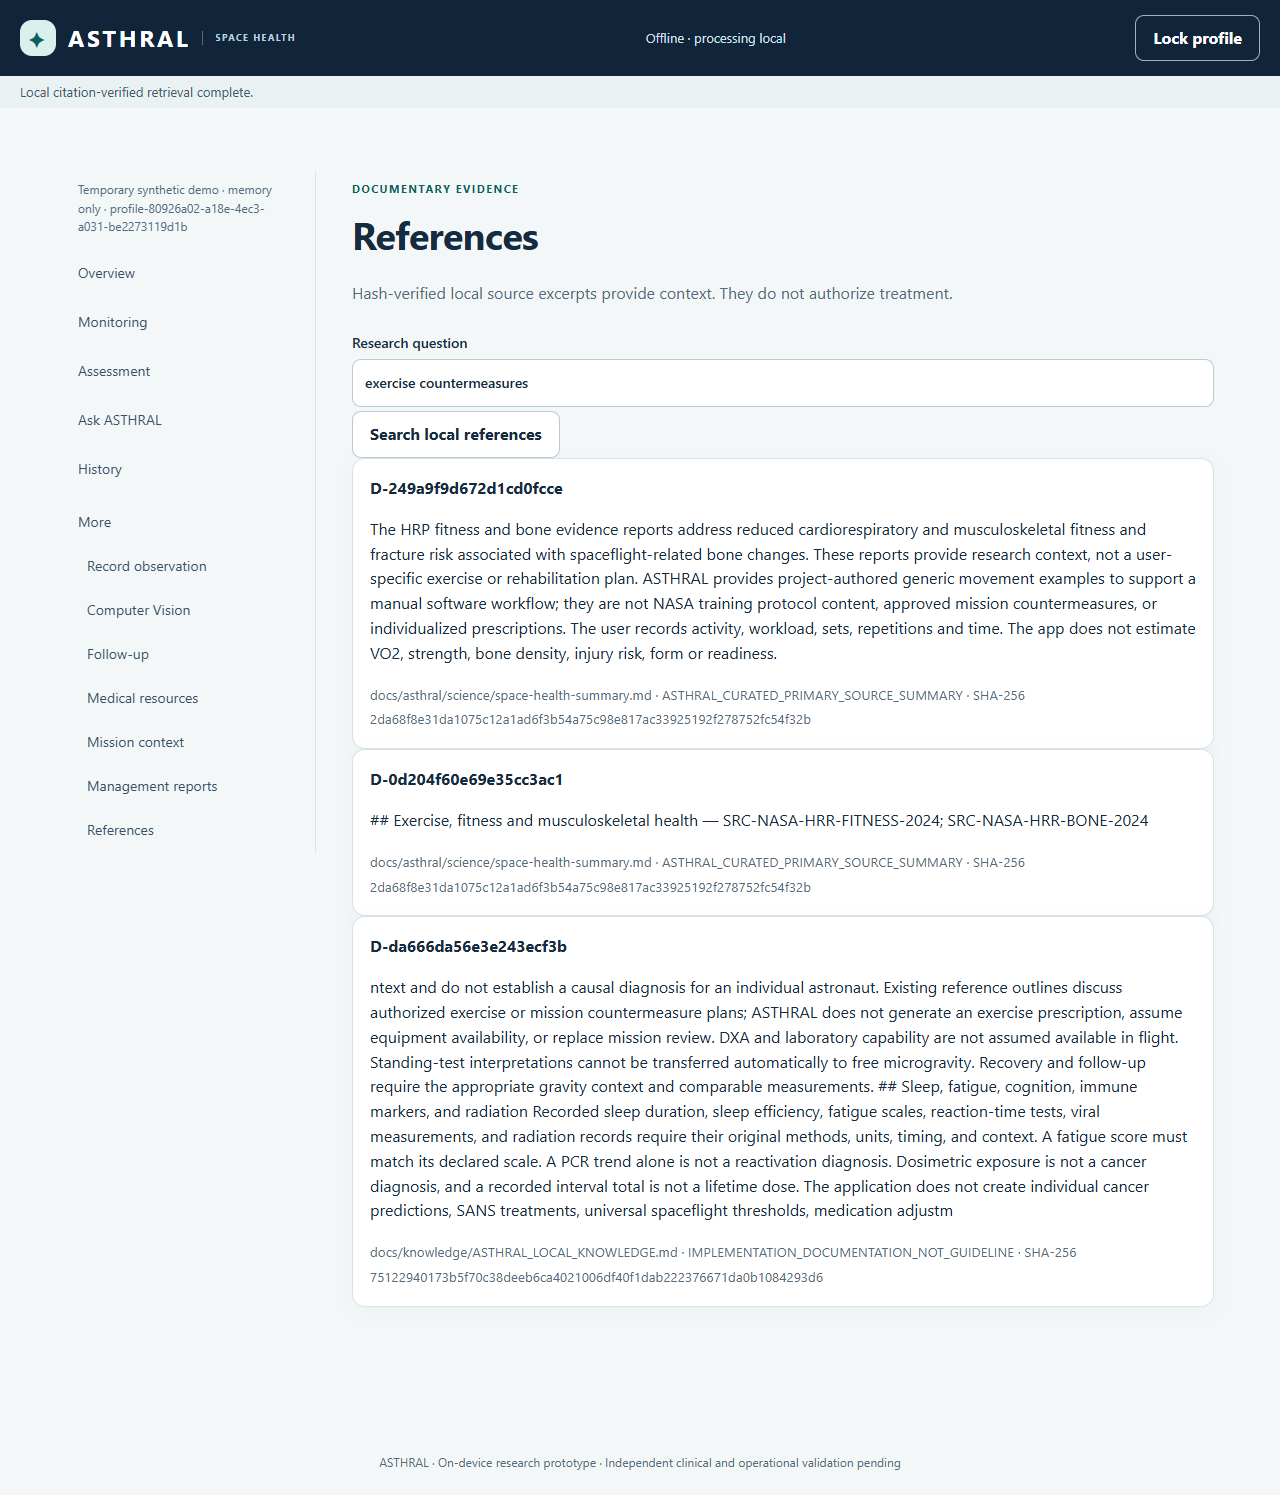 ASTHRAL
SPACE HEALTH
Offline · processing local
Lock profile
Local citation-verified retrieval complete.
Temporary synthetic demo · memory
only · profile-80926a02-a18e-4ec3-
a031-be2273119d1b
Overview
Monitoring
Assessment
Ask ASTHRAL
History
More
Record observation
Computer Vision
Follow-up
Medical resources
Mission context
Management reports
References
DOCUMENTARY EVIDENCE
References
Hash-verified local source excerpts provide context. They do not authorize treatment.
Research question
exercise countermeasures
Search local references
D-249a9f9d672d1cd0fcce
The HRP fitness and bone evidence reports address reduced cardiorespiratory and musculoskeletal fitness and
fracture risk associated with spaceflight-related bone changes. These reports provide research context, not a user-
specific exercise or rehabilitation plan. ASTHRAL provides project-authored generic movement examples to support a
manual software workflow; they are not NASA training protocol content, approved mission countermeasures, or
individualized prescriptions. The user records activity, workload, sets, repetitions and time. The app does not estimate
VO2, strength, bone density, injury risk, form or readiness.
docs/asthral/science/space-health-summary.md · ASTHRAL_CURATED_PRIMARY_SOURCE_SUMMARY · SHA-256
2da68f8e31da1075c12a1ad6f3b54a75c98e817ac33925192f278752fc54f32b
D-0d204f60e69e35cc3ac1
## Exercise, fitness and musculoskeletal health — SRC-NASA-HRR-FITNESS-2024; SRC-NASA-HRR-BONE-2024
docs/asthral/science/space-health-summary.md · ASTHRAL_CURATED_PRIMARY_SOURCE_SUMMARY · SHA-256
2da68f8e31da1075c12a1ad6f3b54a75c98e817ac33925192f278752fc54f32b
D-da666da56e3e243ecf3b
ntext and do not establish a causal diagnosis for an individual astronaut. Existing reference outlines discuss
authorized exercise or mission countermeasure plans; ASTHRAL does not generate an exercise prescription, assume
equipment availability, or replace mission review. DXA and laboratory capability are not assumed available in flight.
Standing-test interpretations cannot be transferred automatically to free microgravity. Recovery and follow-up
require the appropriate gravity context and comparable measurements. ## Sleep, fatigue, cognition, immune
markers, and radiation Recorded sleep duration, sleep efficiency, fatigue scales, reaction-time tests, viral
measurements, and radiation records require their original methods, units, timing, and context. A fatigue score must
match its declared scale. A PCR trend alone is not a reactivation diagnosis. Dosimetric exposure is not a cancer
diagnosis, and a recorded interval total is not a lifetime dose. The application does not create individual cancer
predictions, SANS treatments, universal spaceflight thresholds, medication adjustm
docs/knowledge/ASTHRAL_LOCAL_KNOWLEDGE.md · IMPLEMENTATION_DOCUMENTATION_NOT_GUIDELINE · SHA-256
75122940173b5f70c38deeb6ca4021006df40f1dab222376671da0b1084293d6
ASTHRAL · On-device research prototype · Independent clinical and operational validation pending